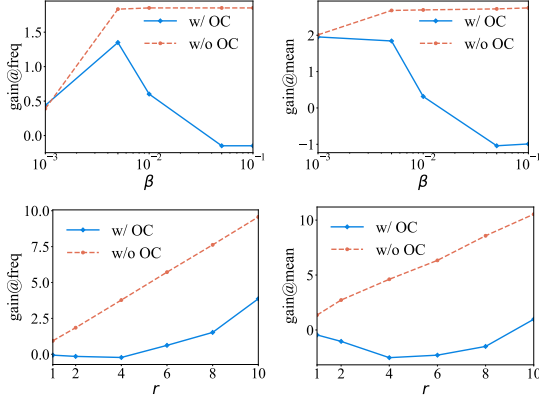 gain@freq
1.5
1.0
0.5
0.0
w/ OC
w/o OC
10⁻³
10⁻²
10⁻¹
β
gain@mean
2
1
0
−1
w/ OC
w/o OC
10⁻³
10⁻²
10⁻¹
β
gain@freq
10.0
7.5
5.0
2.5
0.0
w/ OC
w/o OC
1 2 4 6 8 10
r
gain@mean
10
5
0
w/ OC
w/o OC
1 2 4 6 8 10
r